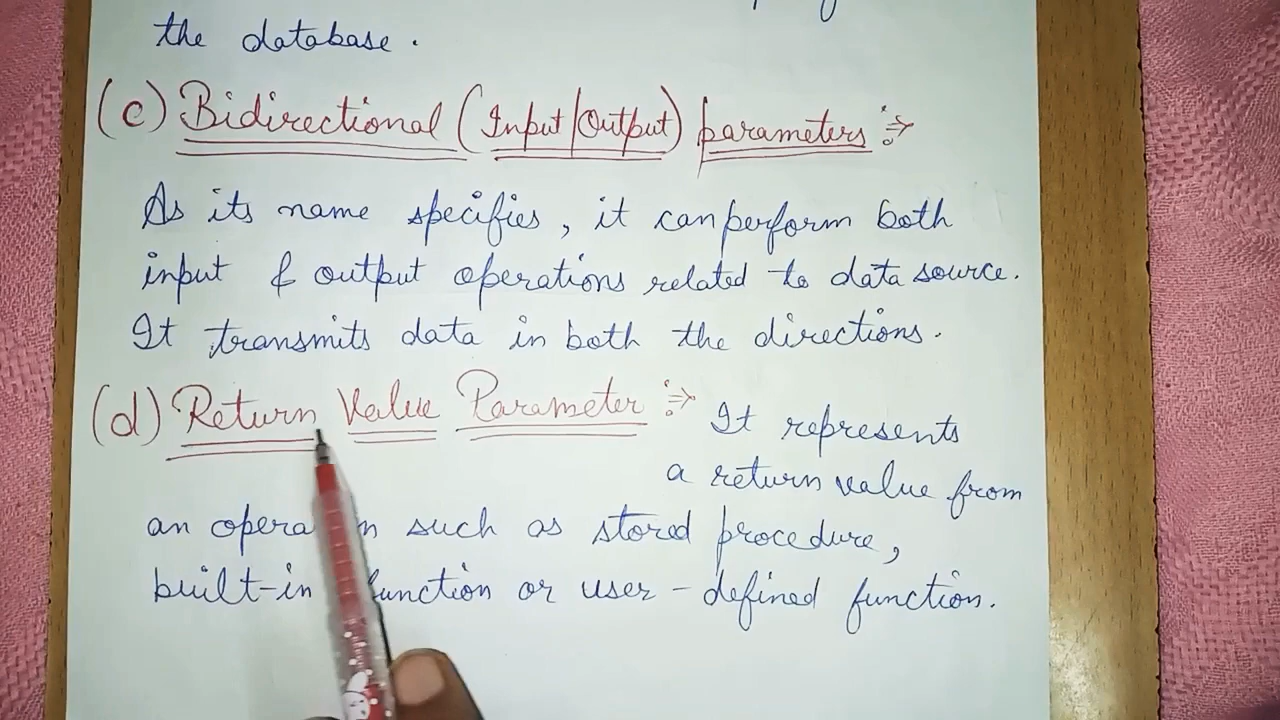 the database.
(c) Bidirectional (Input/Output) parameters :→
As its name specifies, it can perform both
input & output operations related to data source.
It transmits data in both the directions.
(d) Return Value Parameter :→ It represents
a return value from
an such as stored procedure,
built-in function or user-defined function.